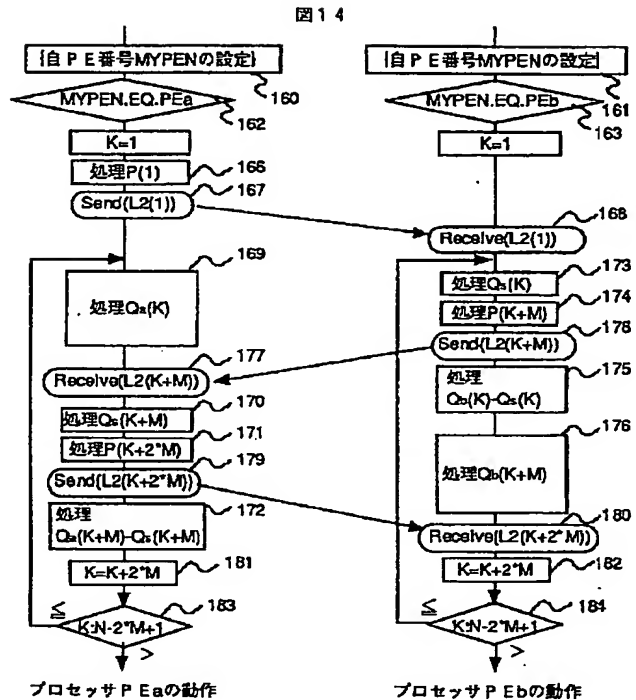 図14
{自PE番号MYPENの設定}
160
MYPEN.EQ.PEa
162
K=1
処理P(1)
166
Send(L2(1))
167
169
処理Qa(K)
177
Receive(L2(K+M))
170
処理Qs(K+M)
171
処理P(K+2*M)
179
Send(L2(K+2*M))
172
処理
Qa(K+M)-Qs(K+M)
K=K+2*M
181
≦
183
K:N-2*M+1
>
プロセッサPEaの動作
{自PE番号MYPENの設定}
161
MYPEN.EQ.PEb
163
K=1
168
Receive(L2(1))
173
処理Qs(K)
174
処理P(K+M)
178
Send(L2(K+M))
175
処理
Qb(K)-Qs(K)
176
処理Qb(K+M)
180
Receive(L2(K+2*M))
K=K+2*M
182
≦
184
K:N-2*M+1
>
プロセッサPEbの動作